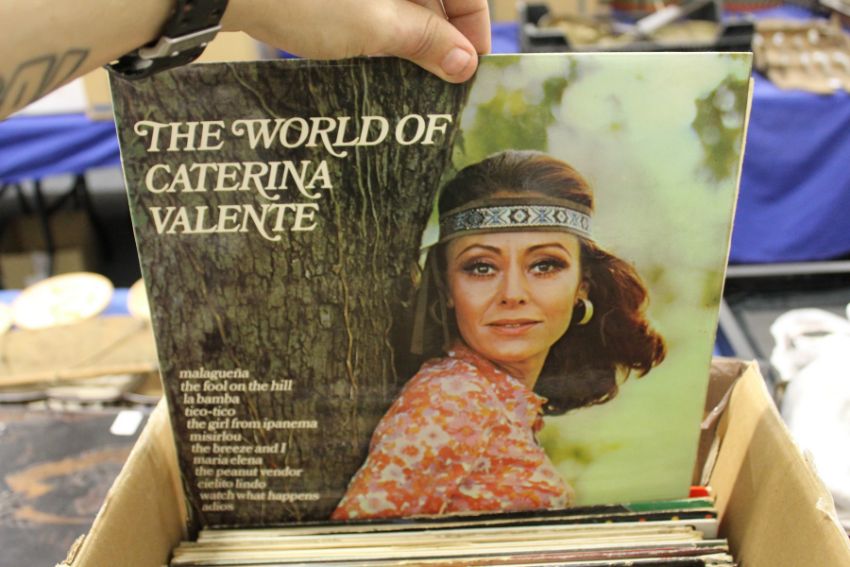 THE WORLD OF
CATERINA
VALENTE
malagueña
the fool on the hill
la bamba
tico-tico
the girl from ipanema
misirlou
the breeze and I
maria elena
the peanut vendor
cielito lindo
watch what happens
adios